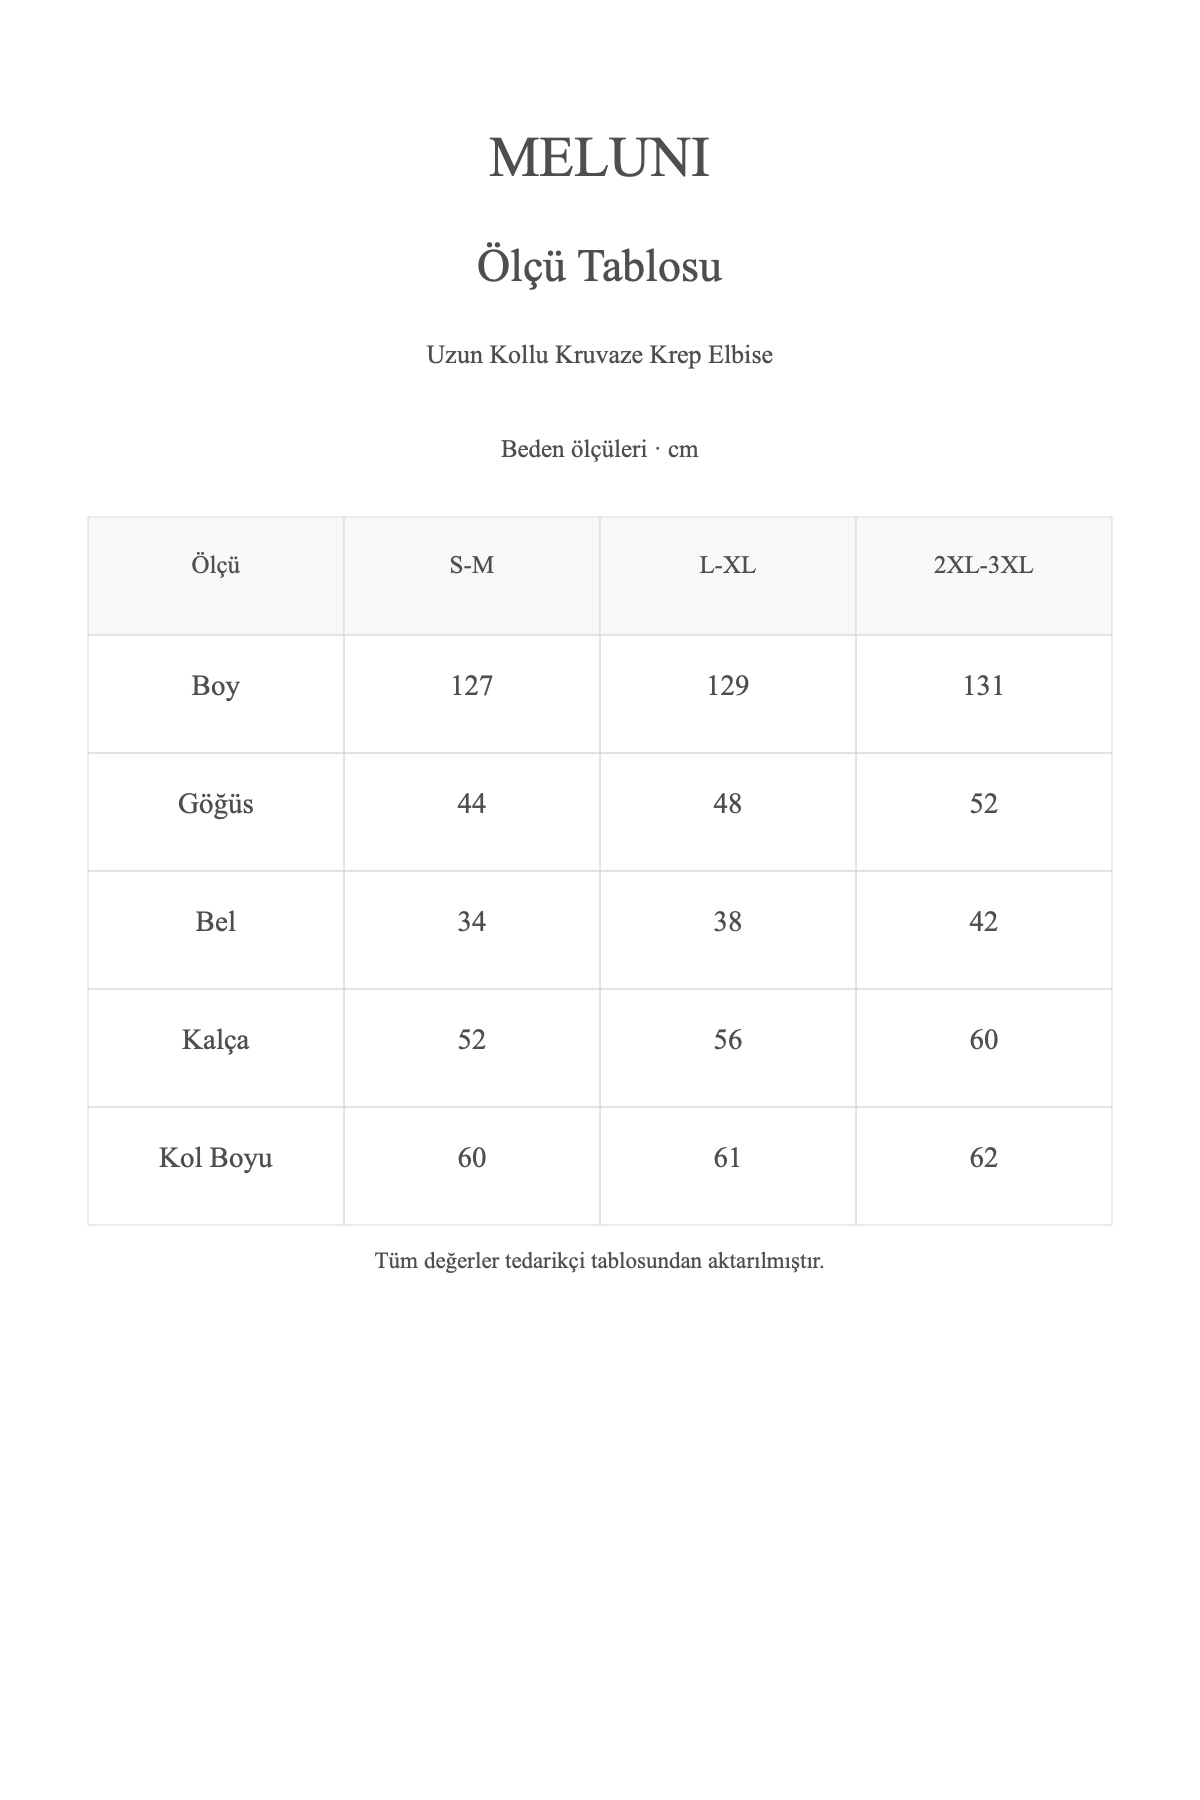 MELUNI
Ölçü Tablosu
Uzun Kollu Kruvaze Krep Elbise
Beden ölçüleri · cm
Ölçü S-M L-XL 2XL-3XL
Boy 127 129 131
Göğüs 44 48 52
Bel 34 38 42
Kalça 52 56 60
Kol Boyu 60 61 62
Tüm değerler tedarikçi tablosundan aktarılmıştır.